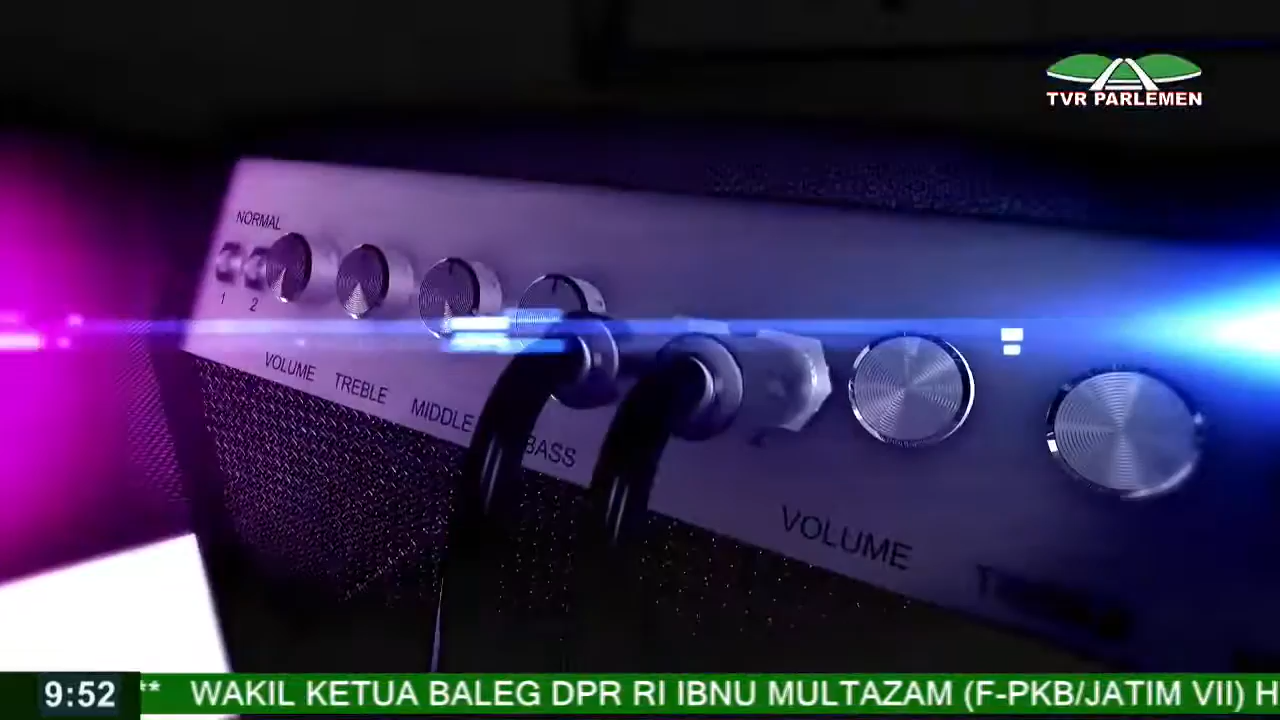 TVR PARLEMEN
NORMAL
1
2
VOLUME
TREBLE
MIDDLE
BASS
VOLUME
9:52
** WAKIL KETUA BALEG DPR RI IBNU MULTAZAM (F-PKB/JATIM VII) H